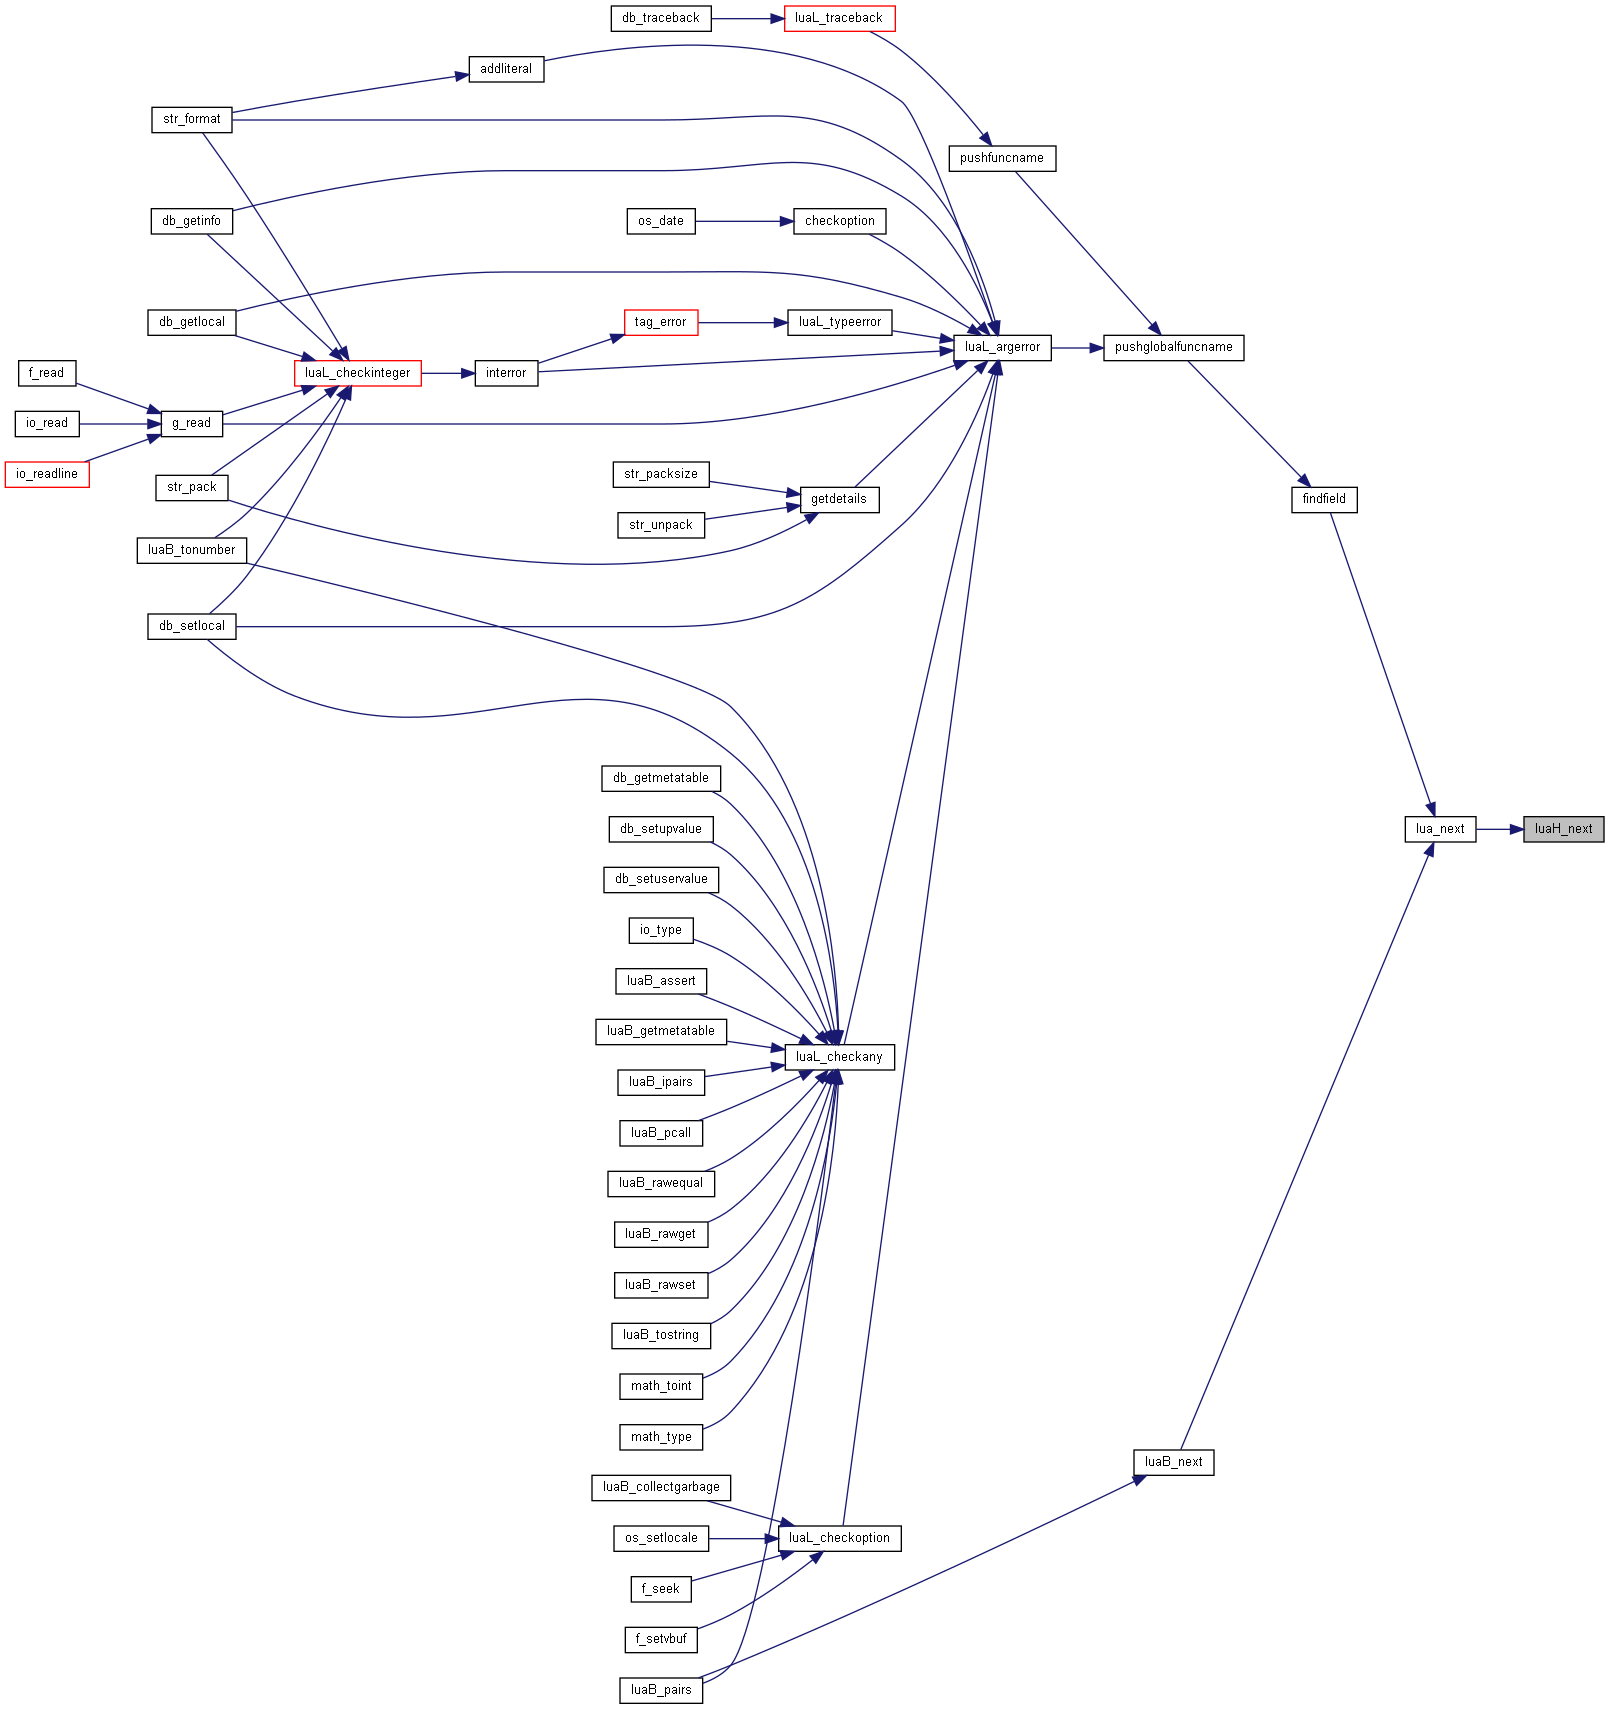 db_traceback
luaL_traceback
addliteral
str_format
pushfuncname
db_getinfo
os_date
checkoption
db_getlocal
tag_error
luaL_typeerror
luaL_argerror
pushglobalfuncname
f_read
luaL_checkinteger
interror
io_read
g_read
io_readline
str_pack
str_packsize
getdetails
findfield
str_unpack
luaB_tonumber
db_setlocal
db_getmetatable
db_setupvalue
lua_next
luaH_next
db_setuservalue
io_type
luaB_assert
luaB_getmetatable
luaL_checkany
luaB_ipairs
luaB_pcall
luaB_rawequal
luaB_rawget
luaB_rawset
luaB_tostring
math_toint
math_type
luaB_next
luaB_collectgarbage
os_setlocale
luaL_checkoption
f_seek
f_setvbuf
luaB_pairs